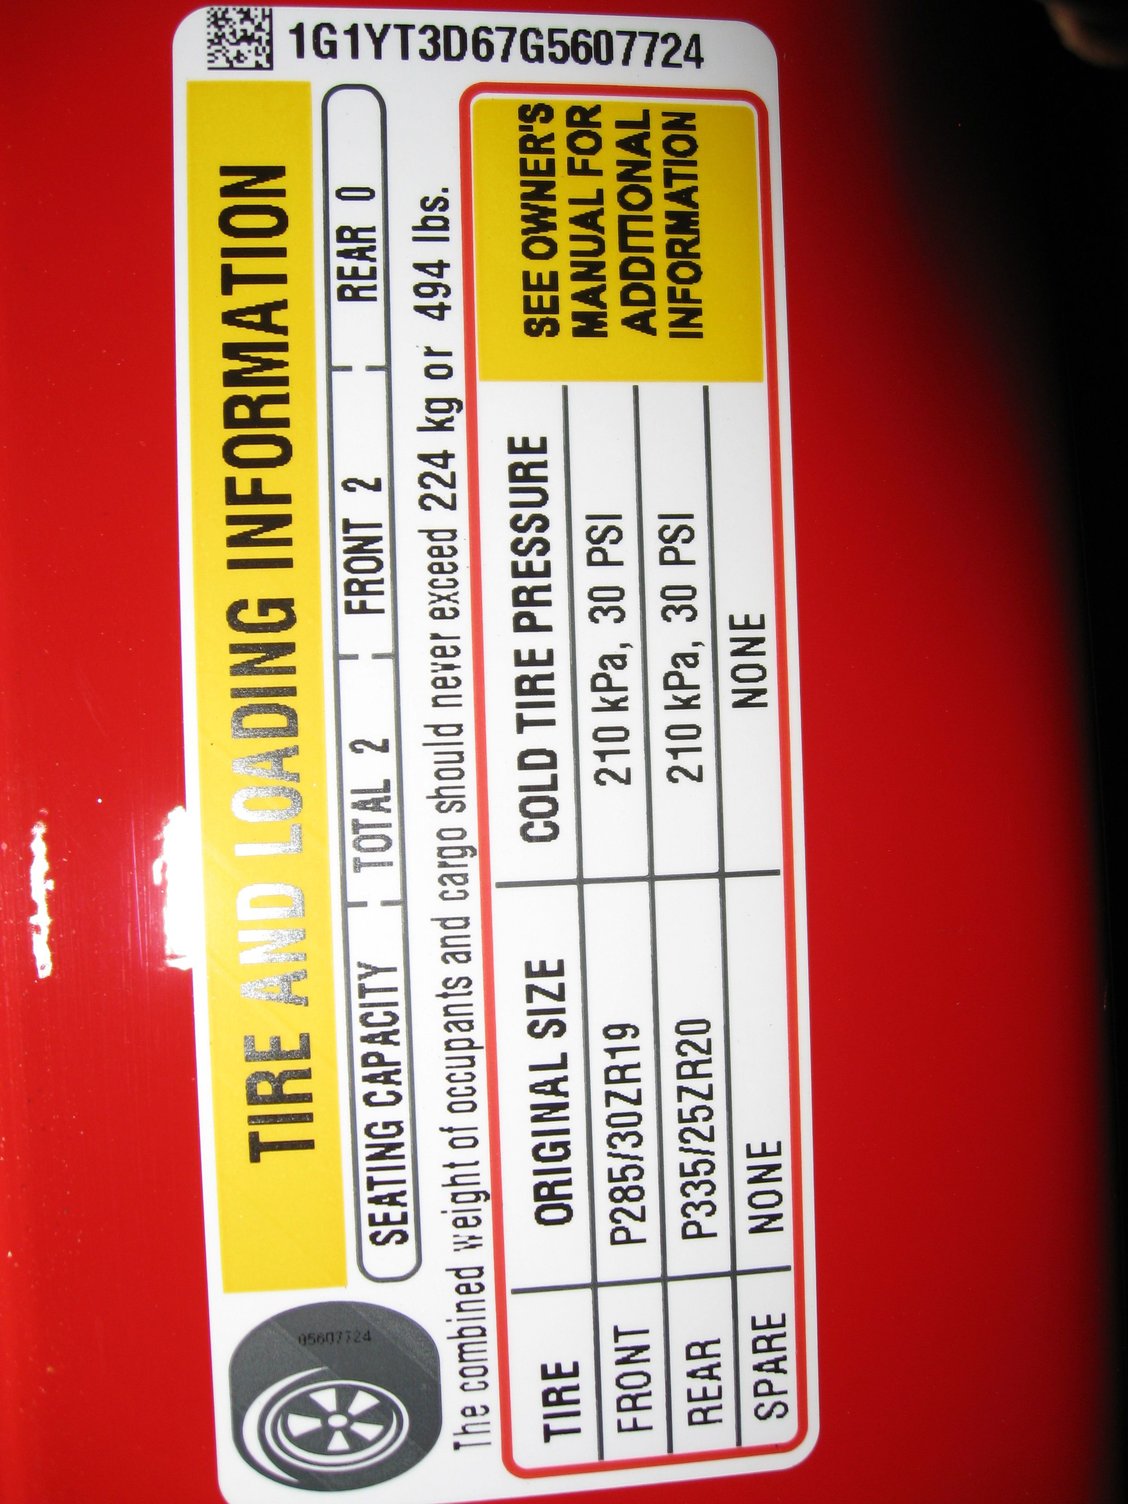 1G1YT3D67G5607724
TIRE AND LOADING INFORMATION
SEATING CAPACITY TOTAL 2 FRONT 2 REAR 0
The combined weight of occupants and cargo should never exceed 224 kg or 494 lbs.
TIRE ORIGINAL SIZE COLD TIRE PRESSURE
FRONT P285/30ZR19 210 kPa, 30 PSI
REAR P335/25ZR20 210 kPa, 30 PSI
SPARE NONE NONE
SEE OWNER'S
MANUAL FOR
ADDITIONAL
INFORMATION
G5607724